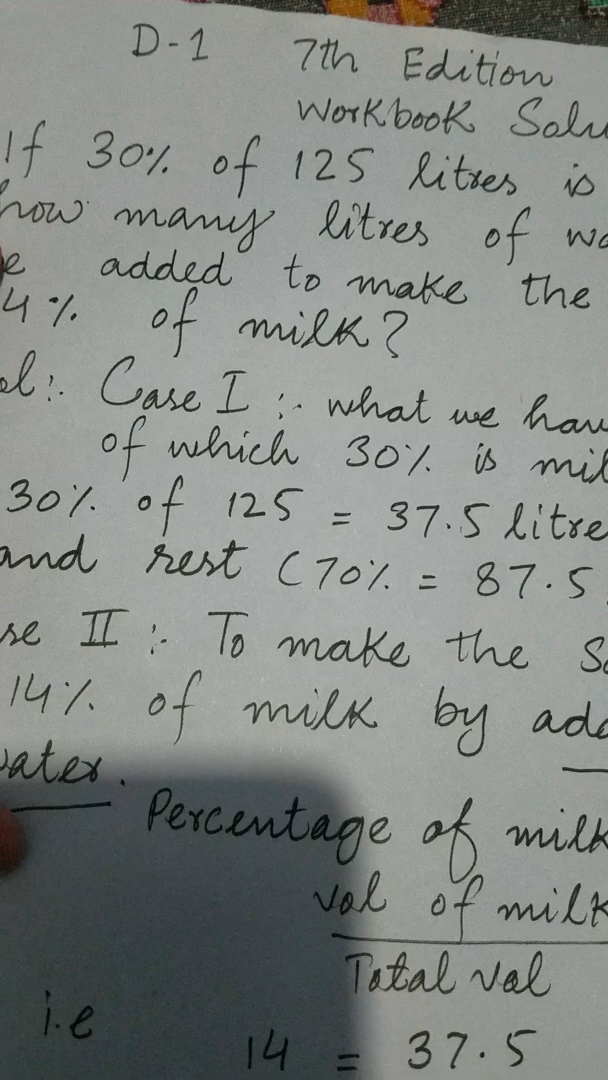 D-1 7th Edition
Workbook Solu
If 30% of 125 litres is
how many litres of wa
e added to make the
4% of milk?
ol:. Case I :- what we hav
of which 30% is mil
30% of 125 = 37.5 litre
and rest (70% = 87.5
se II :- To make the So
14% of milk by add
water.
Percentage of milk
vol of milk
Total vol
i.e
14 = 37.5